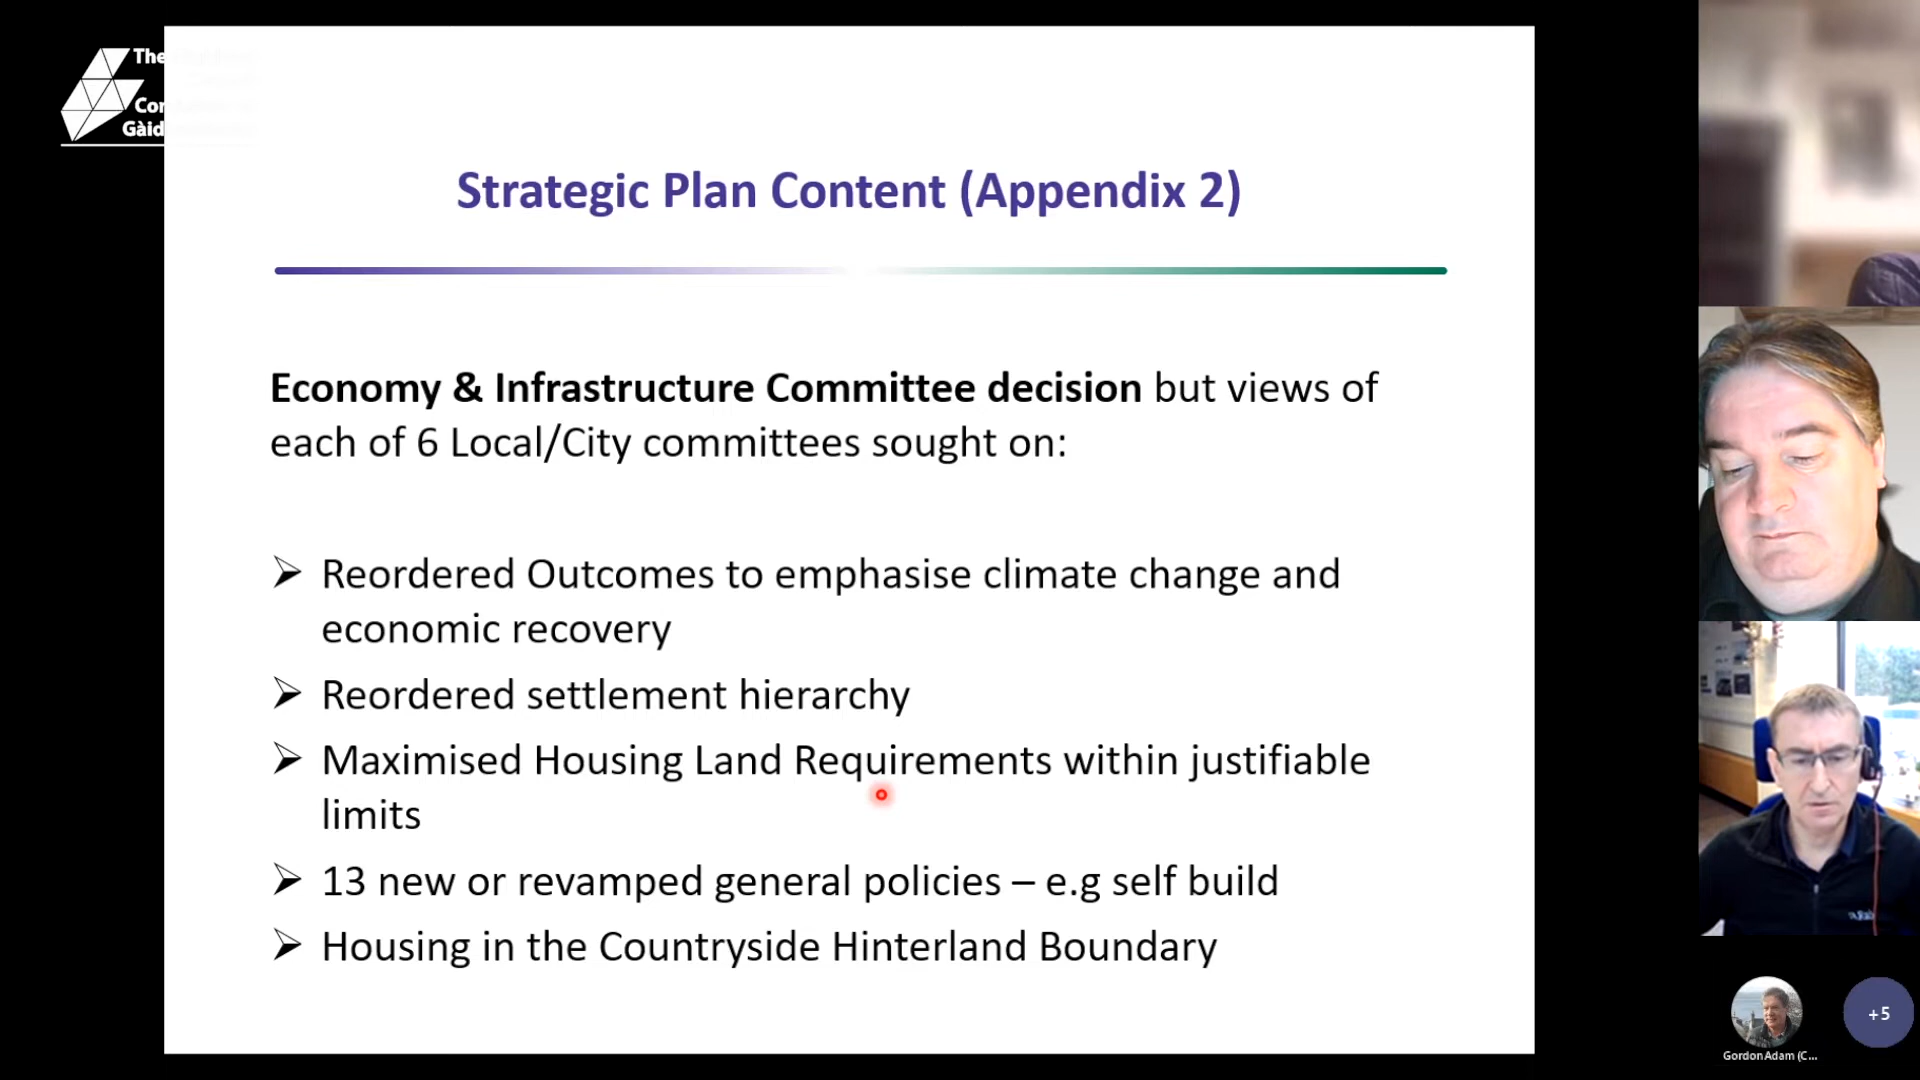 The
Cor
Gàid
Strategic Plan Content (Appendix 2)
Economy & Infrastructure Committee decision but views of
each of 6 Local/City committees sought on:
➢ Reordered Outcomes to emphasise climate change and
economic recovery
➢ Reordered settlement hierarchy
➢ Maximised Housing Land Requirements within justifiable
limits
➢ 13 new or revamped general policies – e.g self build
➢ Housing in the Countryside Hinterland Boundary
+5
Gordon Adam (C...